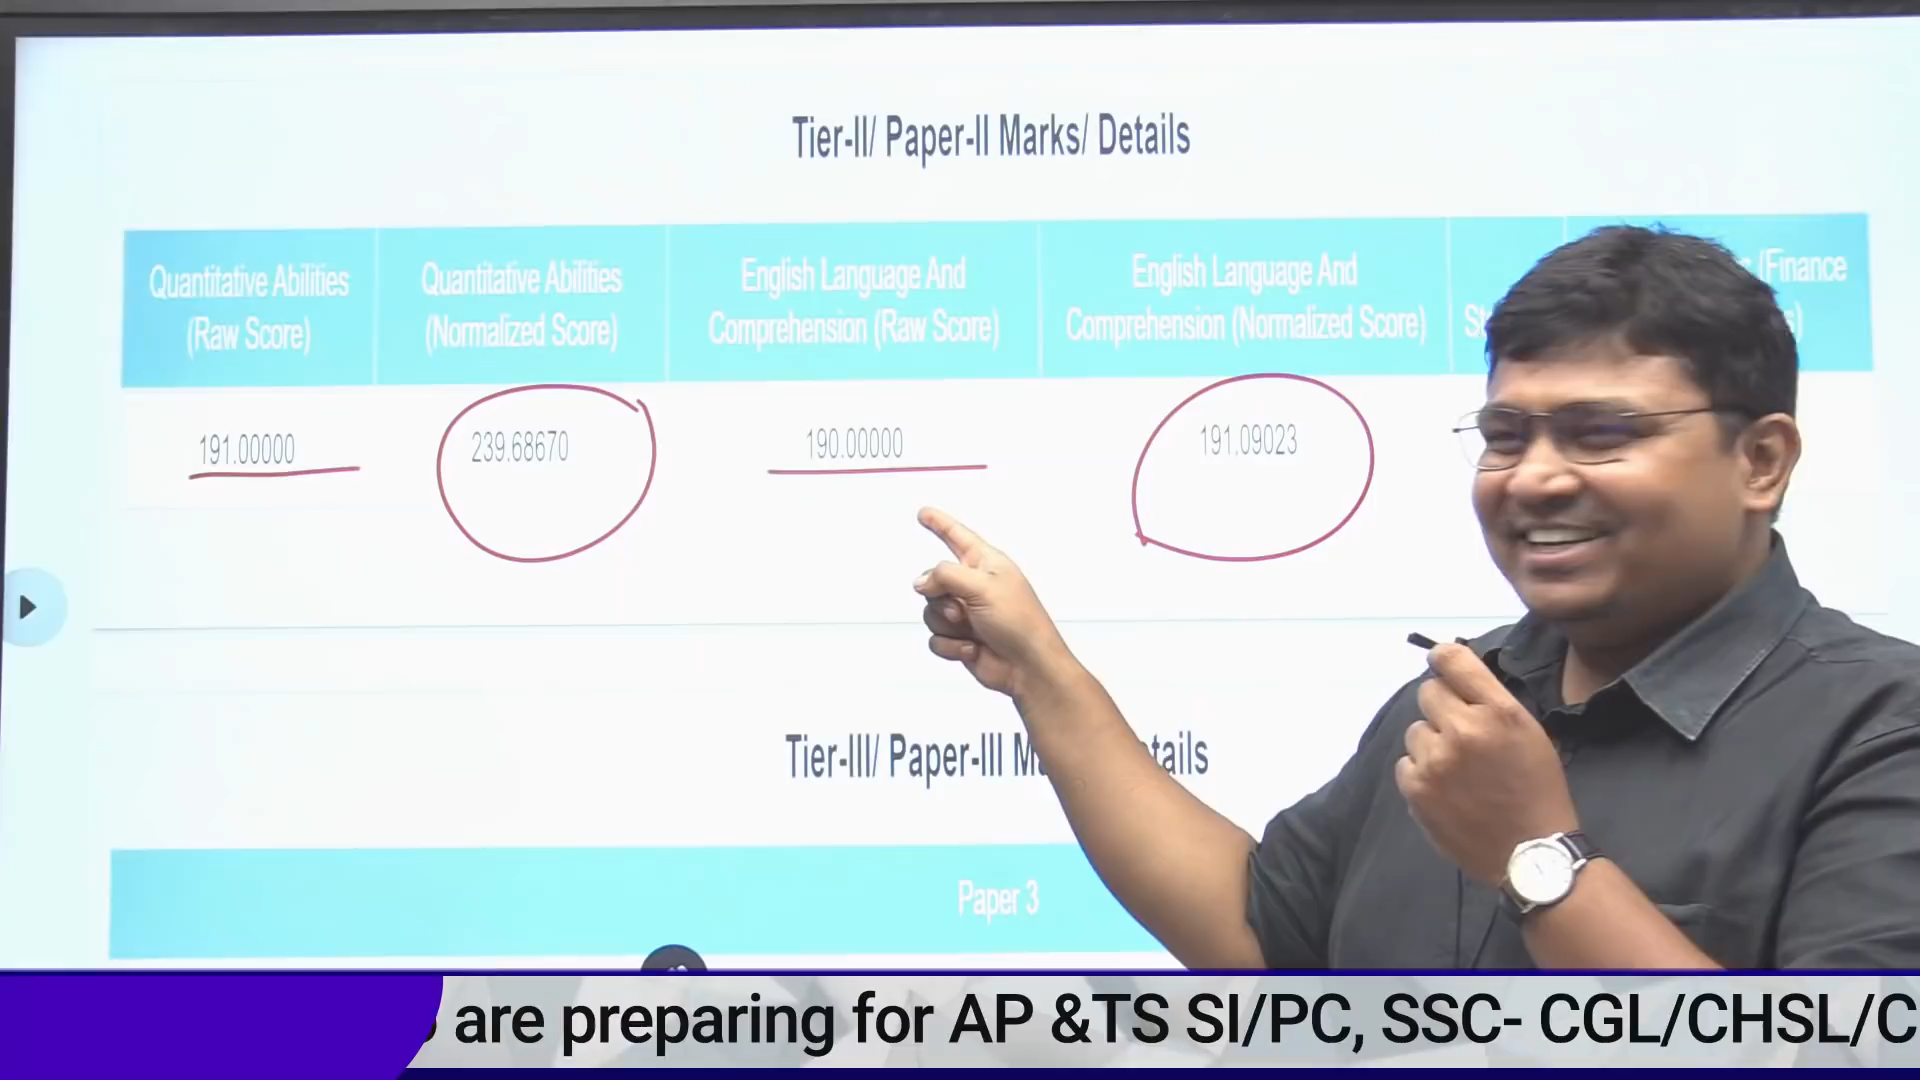 Tier-II/ Paper-II Marks/ Details
Quantitative Abilities
(Raw Score)
Quantitative Abilities
(Normalized Score)
English Language And
Comprehension (Raw Score)
English Language And
Comprehension (Normalized Score)
(Finance
191.00000
239.68670
190.00000
191.09023
Tier-III/ Paper-III
Paper 3
are preparing for AP &TS SI/PC, SSC- CGL/CHSL/C